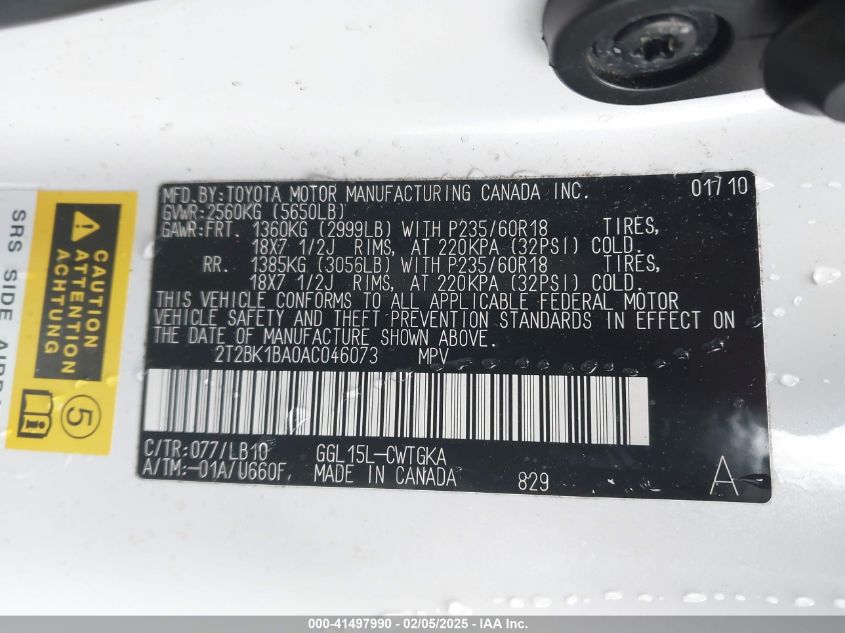 MFD.BY:TOYOTA MOTOR MANUFACTURING CANADA INC. 01/10
GVWR:2560KG (5650LB)
GAWR:FRT. 1360KG (2999LB) WITH P235/60R18 TIRES,
18X7 1/2J RIMS, AT 220KPA (32PSI) COLD.
RR. 1385KG (3056LB) WITH P235/60R18 TIRES,
18X7 1/2J RIMS, AT 220KPA (32PSI) COLD.
THIS VEHICLE CONFORMS TO ALL APPLICABLE FEDERAL MOTOR
VEHICLE SAFETY AND THEFT PREVENTION STANDARDS IN EFFECT ON
THE DATE OF MANUFACTURE SHOWN ABOVE.
2T2BK1BA0AC046073 MPV
C/TR:077/LB10 GGL15L-CWTGKA
A/TM:-01A/U660F, MADE IN CANADA 829 A
CAUTION
ATTENTION
ACHTUNG
5
SRS SIDE
000-41497990 - 02/05/2025 - IAA, Inc.